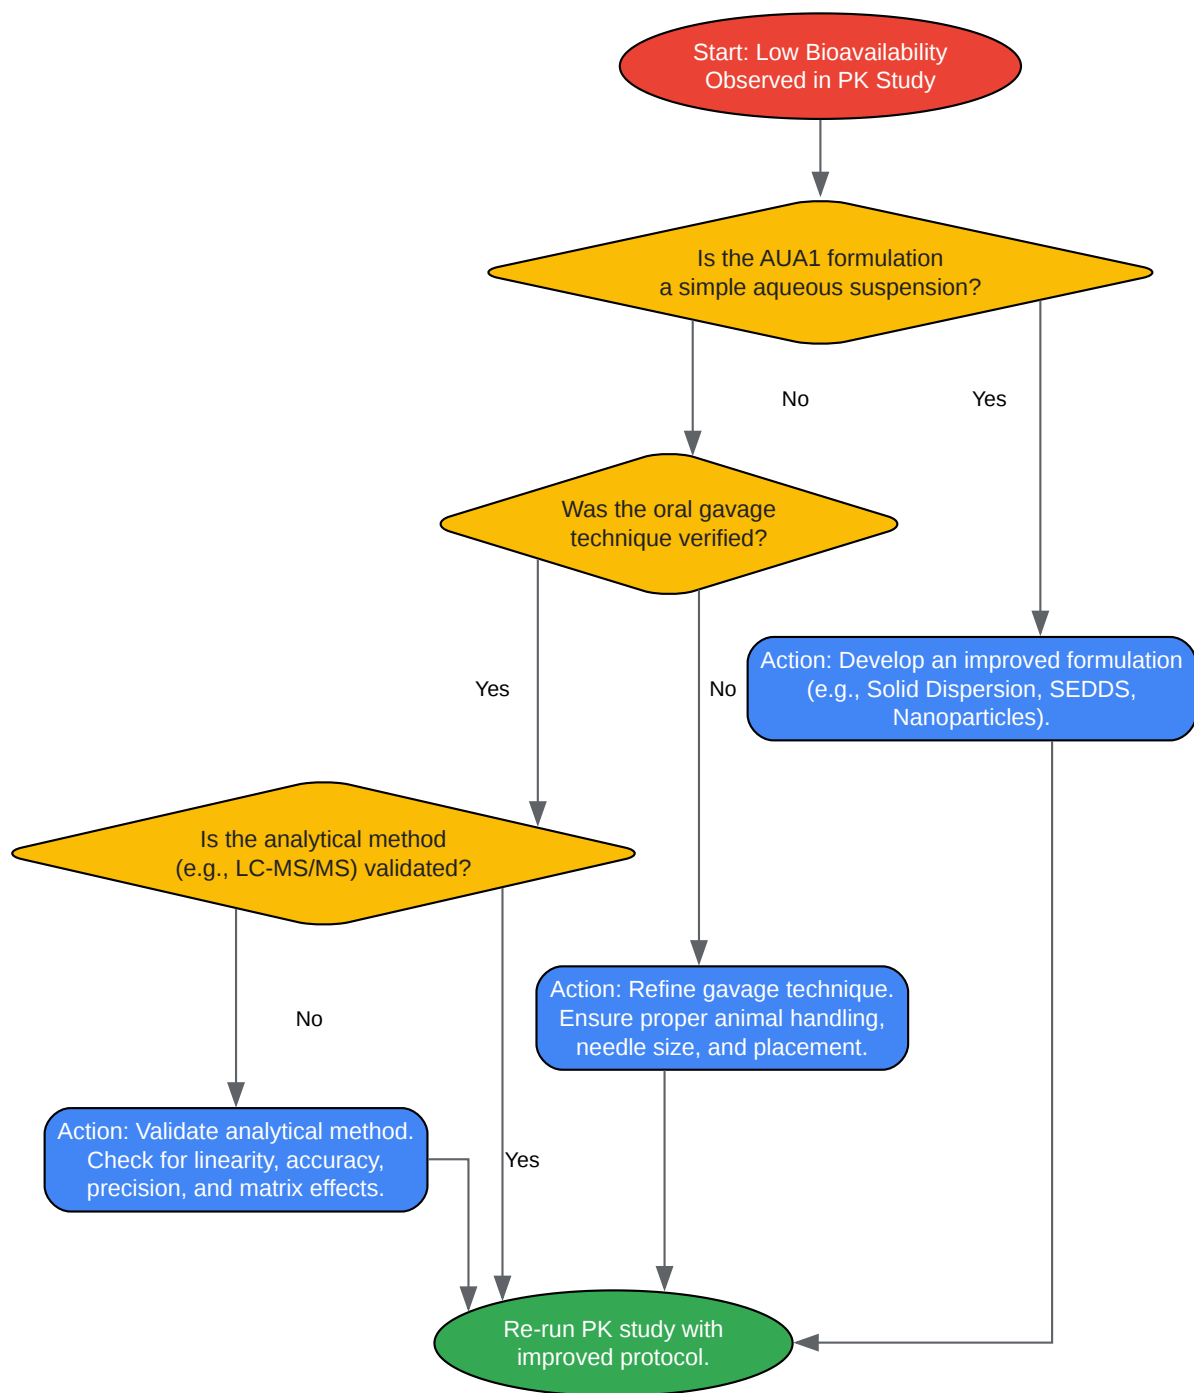 Start: Low Bioavailability
Observed in PK Study
Is the AUA1 formulation
a simple aqueous suspension?
No
Yes
Was the oral gavage
technique verified?
Action: Develop an improved formulation
(e.g., Solid Dispersion, SEDDS,
Nanoparticles).
Yes
No
Is the analytical method
(e.g., LC-MS/MS) validated?
Action: Refine gavage technique.
Ensure proper animal handling,
needle size, and placement.
No
Action: Validate analytical method.
Check for linearity, accuracy,
precision, and matrix effects.
Yes
Re-run PK study with
improved protocol.